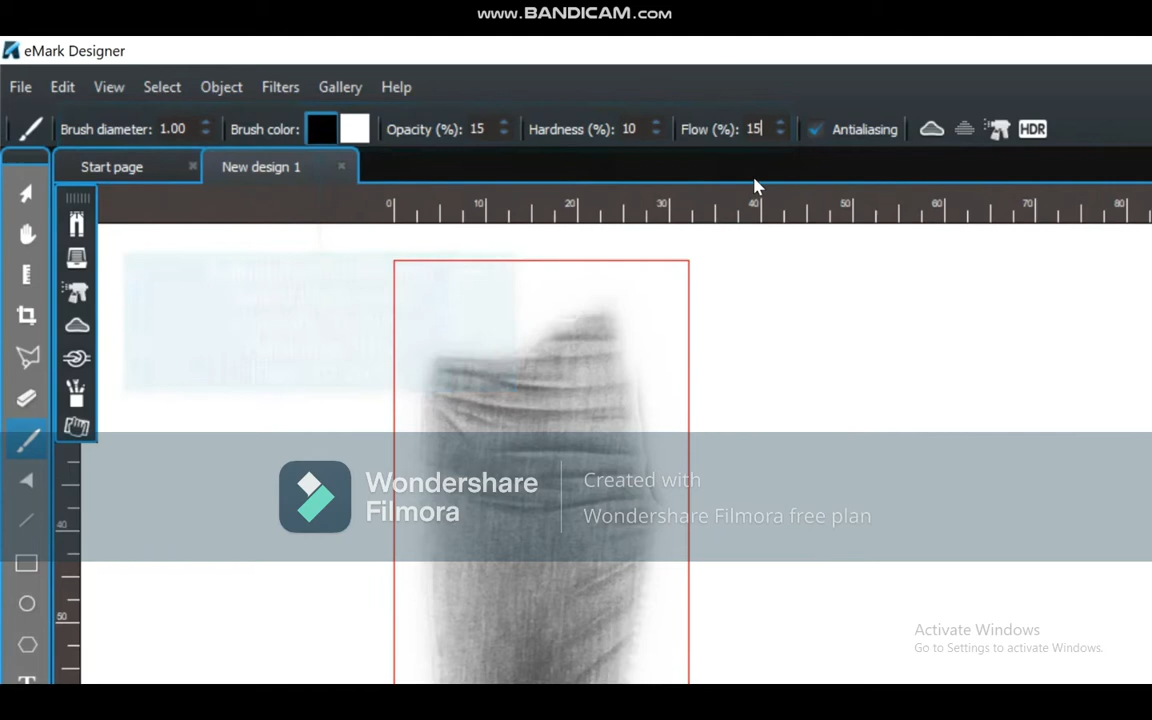 www.BANDICAM.com
eMark Designer
File Edit View Select Object Filters Gallery Help
Brush diameter: 1.00 Brush color: Opacity (%): 15 Hardness (%): 10 Flow (%): 15 Antialiasing HDR
Start page New design 1
0 10 20 30 40 50 60 70 80
40
50
Wondershare
Filmora
Created with
Wondershare Filmora free plan
Activate Windows
Go to Settings to activate Windows.